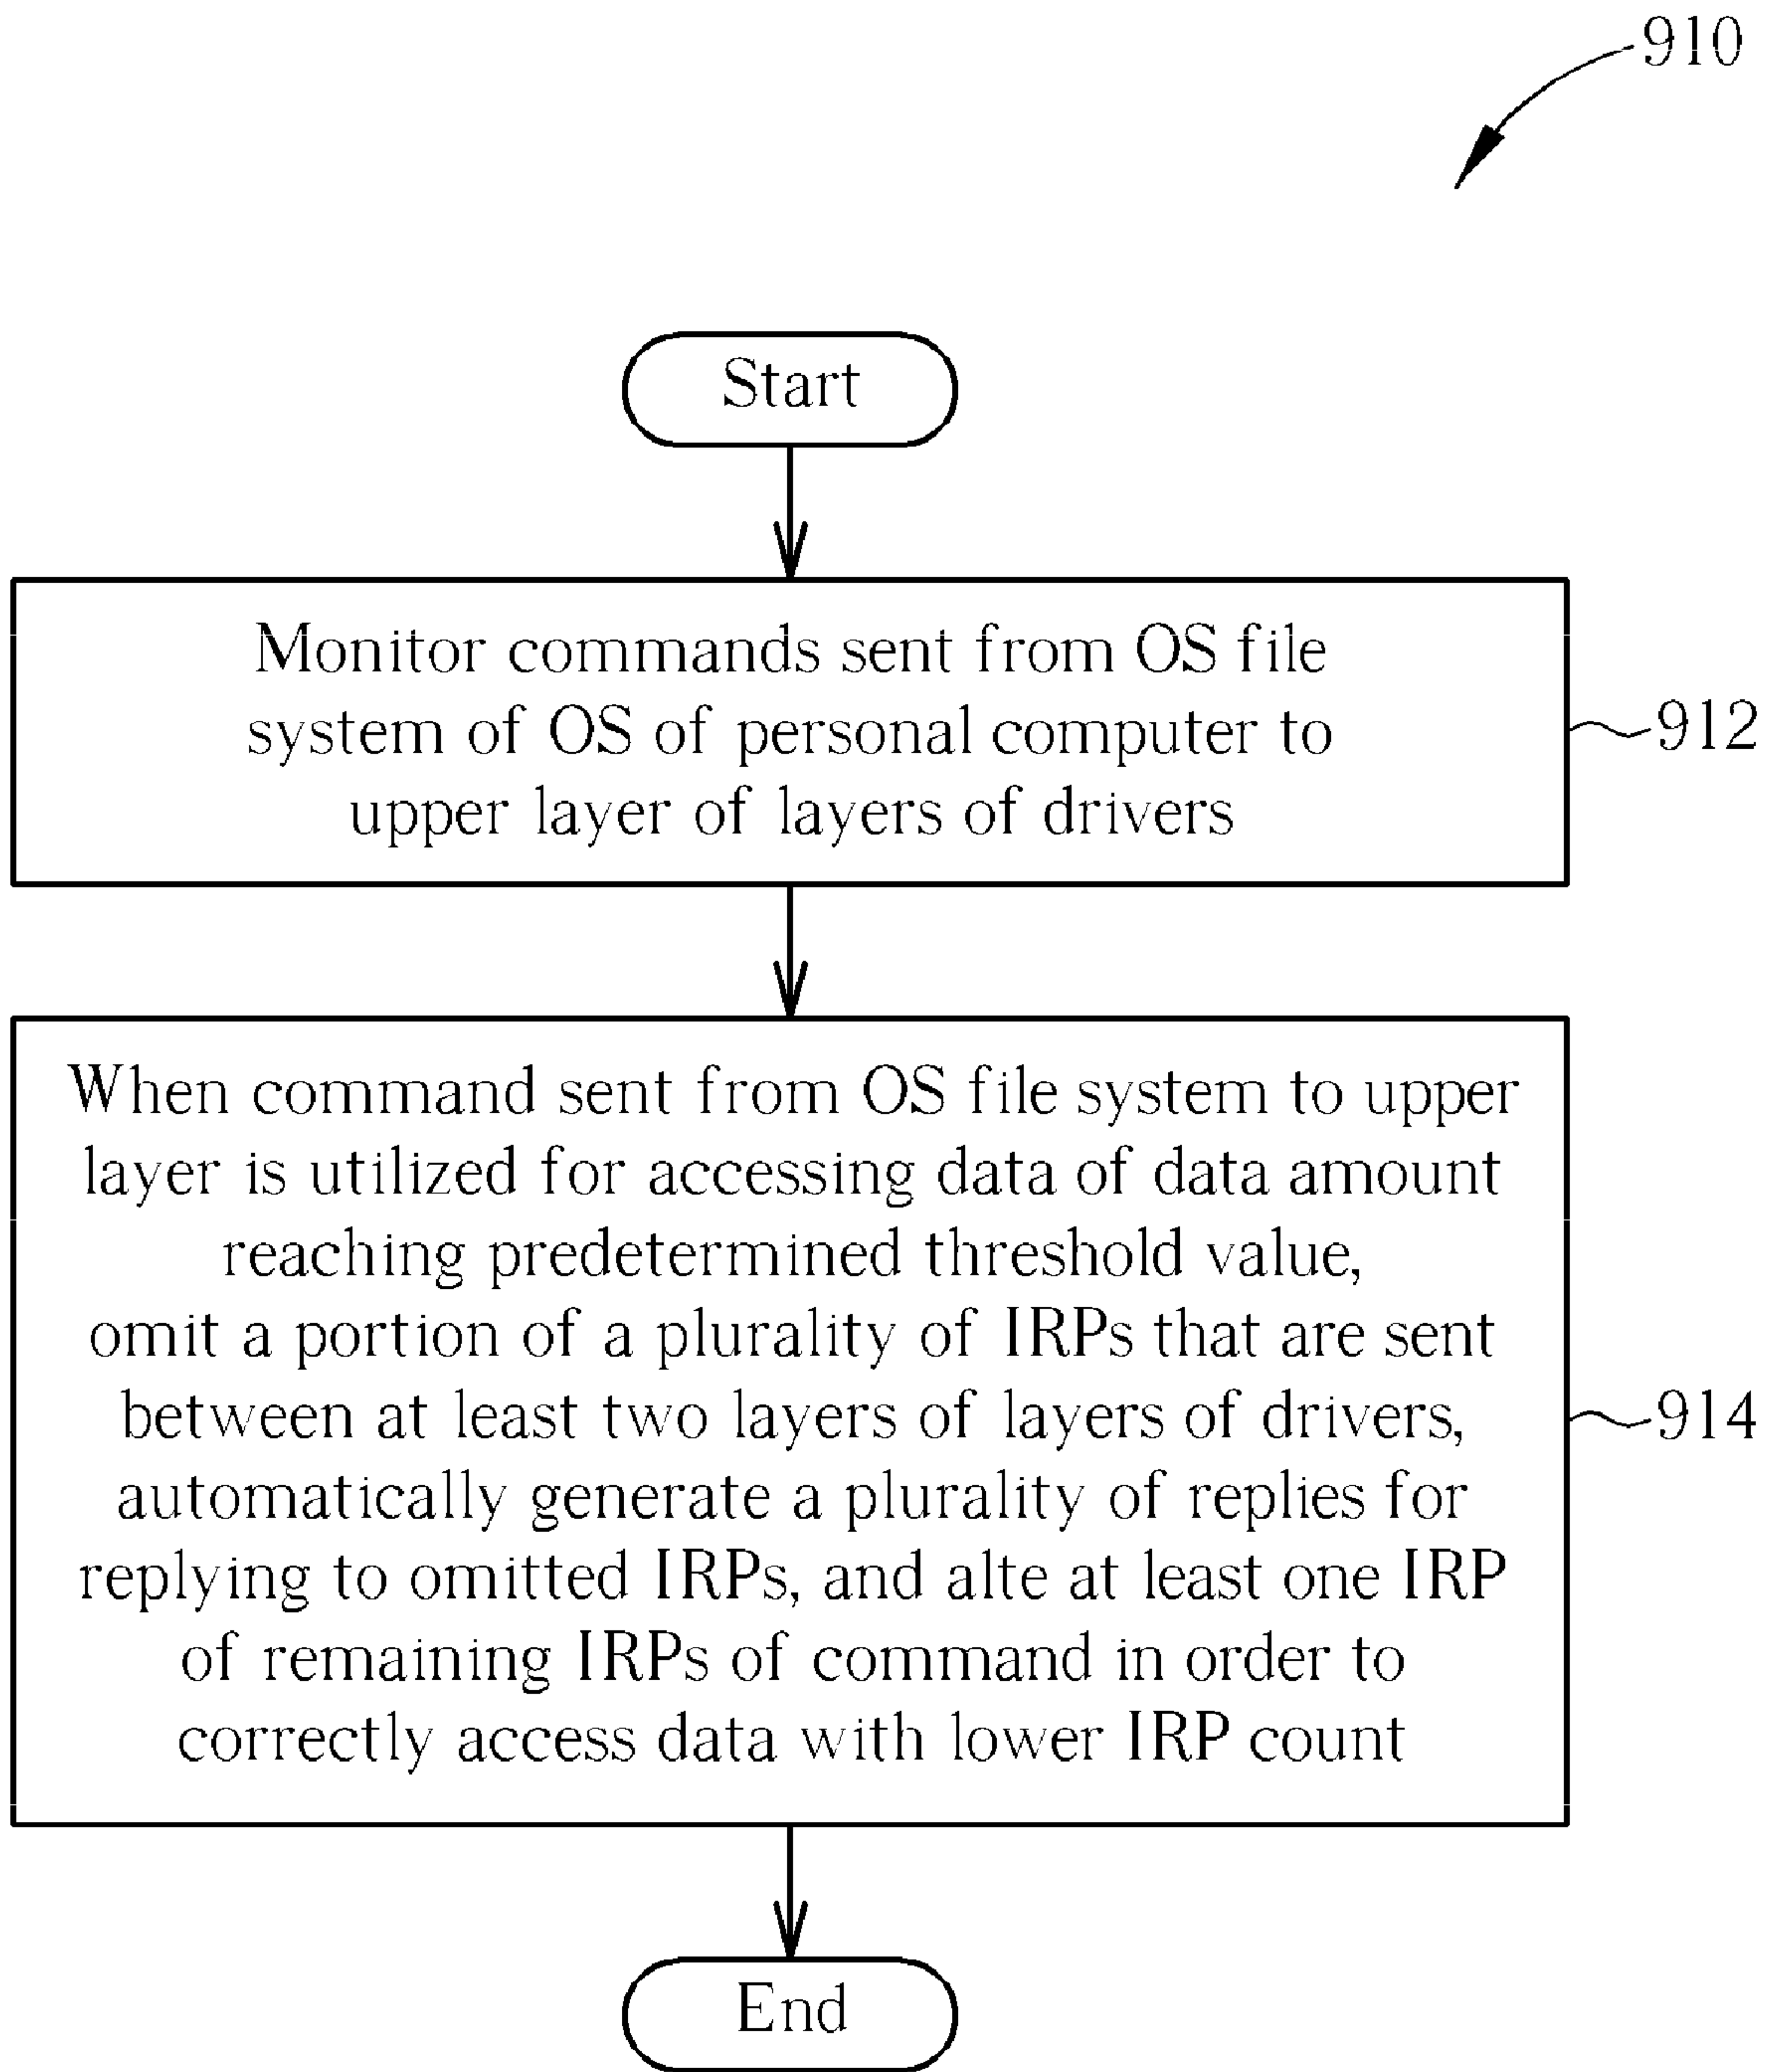 910
Start
Monitor commands sent from OS file
system of OS of personal computer to
upper layer of layers of drivers
912
When command sent from OS file system to upper
layer is utilized for accessing data of data amount
reaching predetermined threshold value,
omit a portion of a plurality of IRPs that are sent
between at least two layers of layers of drivers,
automatically generate a plurality of replies for
replying to omitted IRPs, and alte at least one IRP
of remaining IRPs of command in order to
correctly access data with lower IRP count
914
End